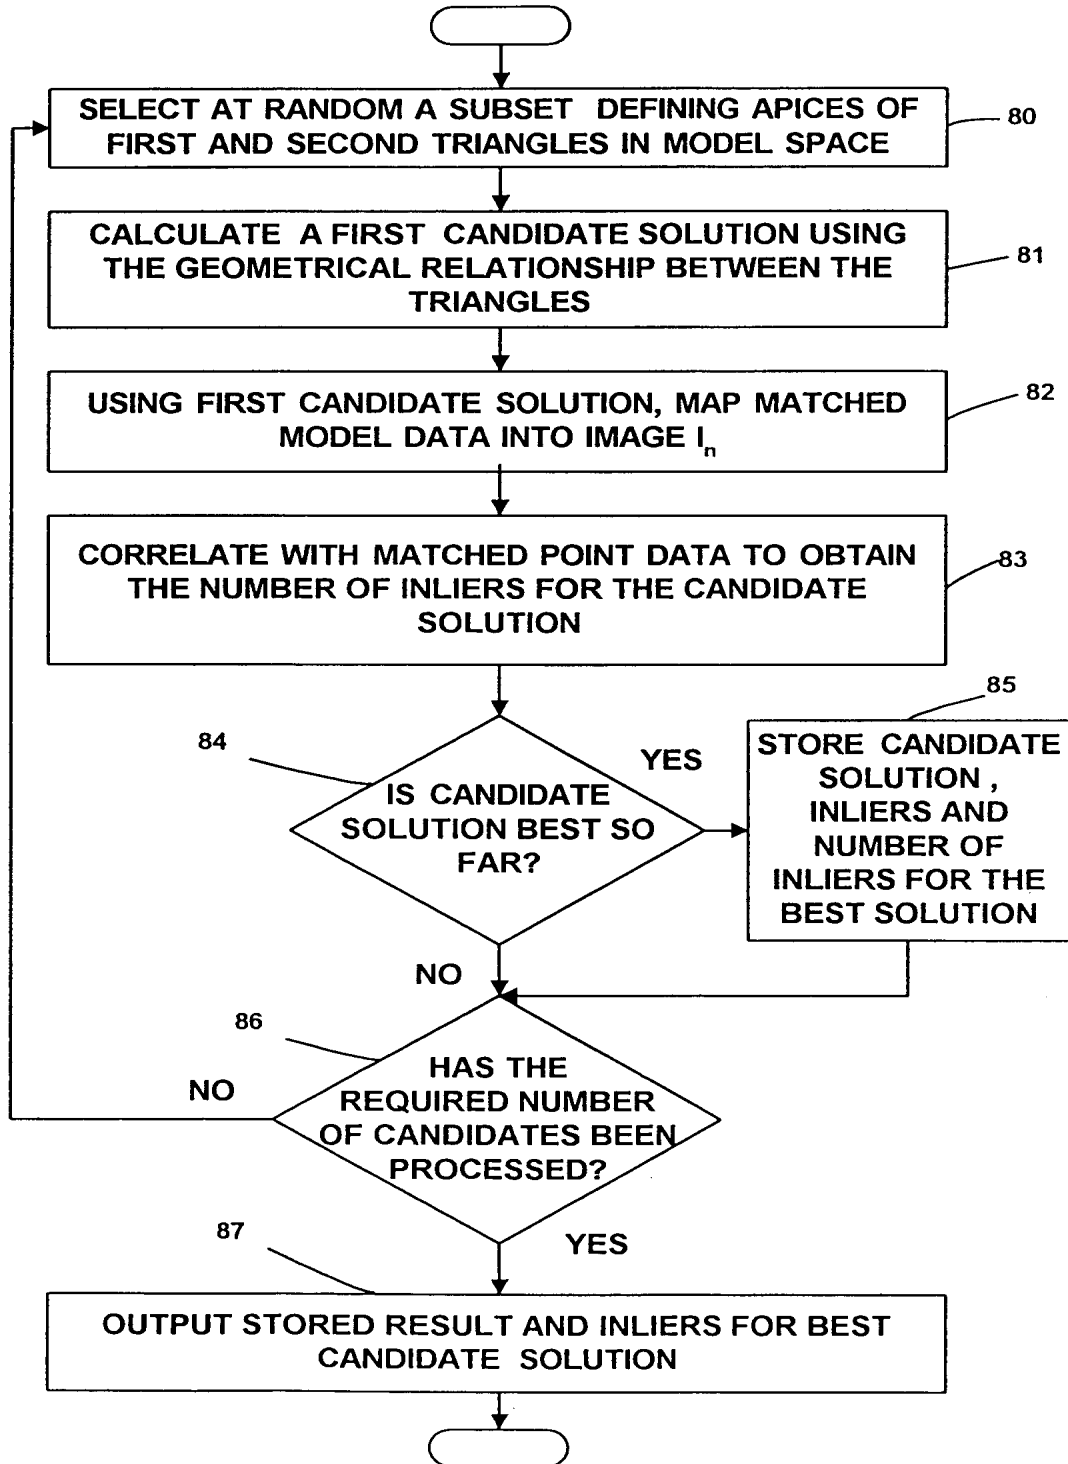 SELECT AT RANDOM A SUBSET DEFINING APICES OF
FIRST AND SECOND TRIANGLES IN MODEL SPACE
80
CALCULATE A FIRST CANDIDATE SOLUTION USING
THE GEOMETRICAL RELATIONSHIP BETWEEN THE
TRIANGLES
81
USING FIRST CANDIDATE SOLUTION, MAP MATCHED
MODEL DATA INTO IMAGE In
82
CORRELATE WITH MATCHED POINT DATA TO OBTAIN
THE NUMBER OF INLIERS FOR THE CANDIDATE
SOLUTION
83
84
IS CANDIDATE
SOLUTION BEST SO
FAR?
YES
85
STORE CANDIDATE
SOLUTION ,
INLIERS AND
NUMBER OF
INLIERS FOR THE
BEST SOLUTION
NO
86
HAS THE
REQUIRED NUMBER
OF CANDIDATES BEEN
PROCESSED?
NO
YES
87
OUTPUT STORED RESULT AND INLIERS FOR BEST
CANDIDATE SOLUTION